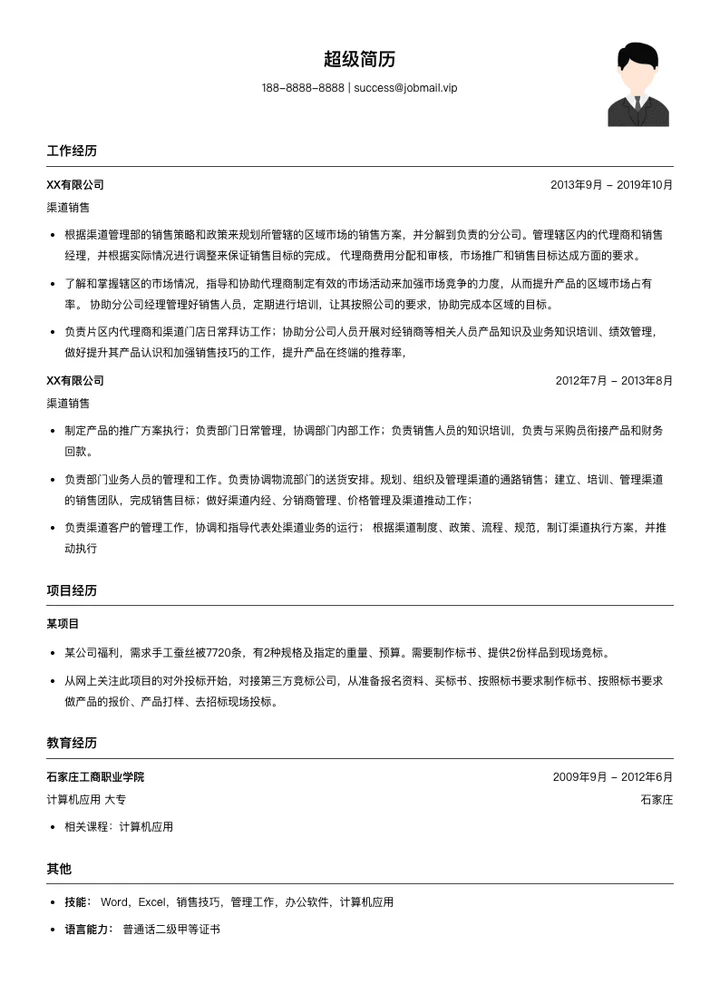 超级简历
188-8888-8888 | success@jobmail.vip
工作经历
XX有限公司 2013年9月 – 2019年10月
渠道销售
• 根据渠道管理部的销售策略和政策来规划所管辖的区域市场的销售方案，并分解到负责的分公司。管理辖区内的代理商和销售
经理，并根据实际情况进行调整来保证销售目标的完成。 代理商费用分配和审核，市场推广和销售目标达成方面的要求。
• 了解和掌握辖区的市场情况，指导和协助代理商制定有效的市场活动来加强市场竞争的力度，从而提升产品的区域市场占有
率。 协助分公司经理管理好销售人员，定期进行培训，让其按照公司的要求，协助完成本区域的目标。
• 负责片区内代理商和渠道门店日常拜访工作；协助分公司人员开展对经销商等相关人员产品知识及业务知识培训、绩效管理，
做好提升其产品认识和加强销售技巧的工作，提升产品在终端的推荐率，
XX有限公司 2012年7月 – 2013年8月
渠道销售
• 制定产品的推广方案执行；负责部门日常管理，协调部门内部工作；负责销售人员的知识培训，负责与采购员衔接产品和财务
回款。
• 负责部门业务人员的管理和工作。负责协调物流部门的送货安排。规划、组织及管理渠道的通路销售；建立、培训、管理渠道
的销售团队，完成销售目标；做好渠道内经、分销商管理、价格管理及渠道推动工作；
• 负责渠道客户的管理工作，协调和指导代表处渠道业务的运行； 根据渠道制度、政策、流程、规范，制订渠道执行方案，并推
动执行
项目经历
某项目
• 某公司福利，需求手工蚕丝被7720条，有2种规格及指定的重量、预算。需要制作标书、提供2份样品到现场竞标。
• 从网上关注此项目的对外投标开始，对接第三方竞标公司，从准备报名资料、买标书、按照标书要求制作标书、按照标书要求
做产品的报价、产品打样、去招标现场投标。
教育经历
石家庄工商职业学院 2009年9月 – 2012年6月
计算机应用 大专 石家庄
• 相关课程：计算机应用
其他
• 技能： Word，Excel，销售技巧，管理工作，办公软件，计算机应用
• 语言能力： 普通话二级甲等证书